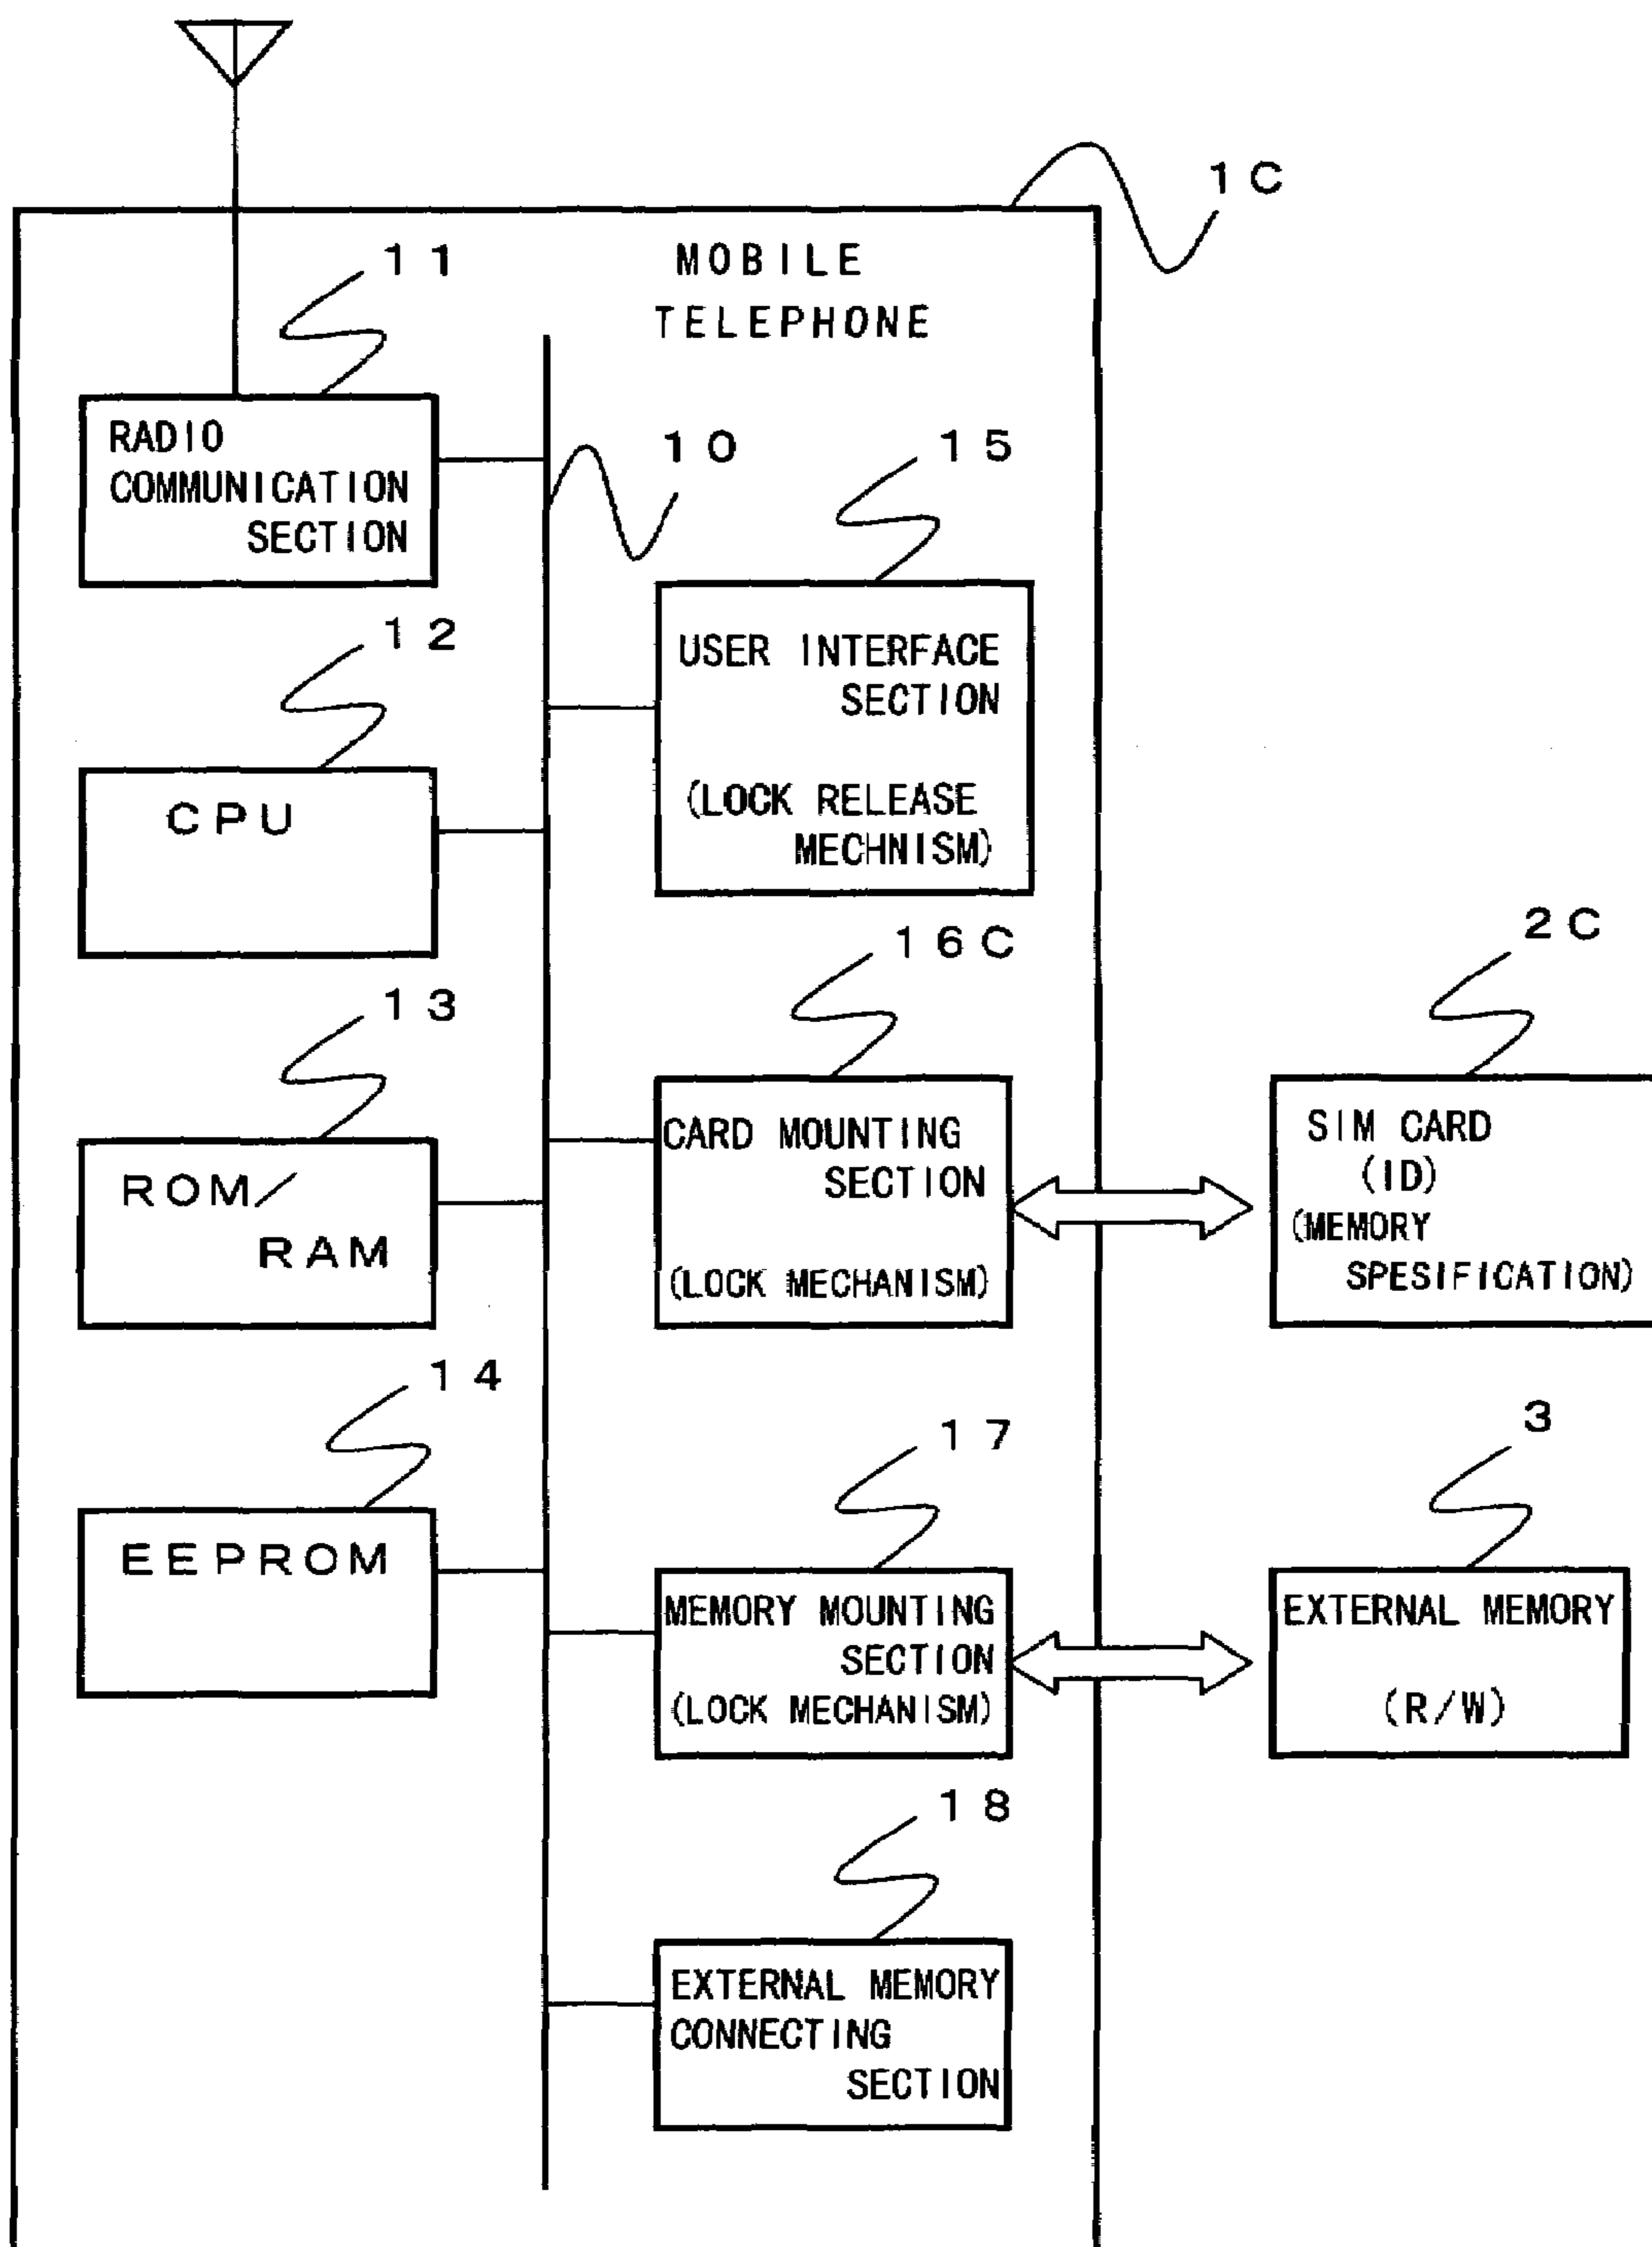 1C
MOBILE
TELEPHONE
11
RADIO
COMMUNICATION
SECTION
10
15
USER INTERFACE
SECTION
(LOCK RELEASE
MECHNISM)
12
CPU
16C
CARD MOUNTING
SECTION
(LOCK MECHANISM)
2C
SIM CARD
(ID)
(MEMORY
SPESIFICATION)
13
ROM/
RAM
14
EEPROM
17
MEMORY MOUNTING
SECTION
(LOCK MECHANISM)
3
EXTERNAL MEMORY
(R/W)
18
EXTERNAL MEMORY
CONNECTING
SECTION